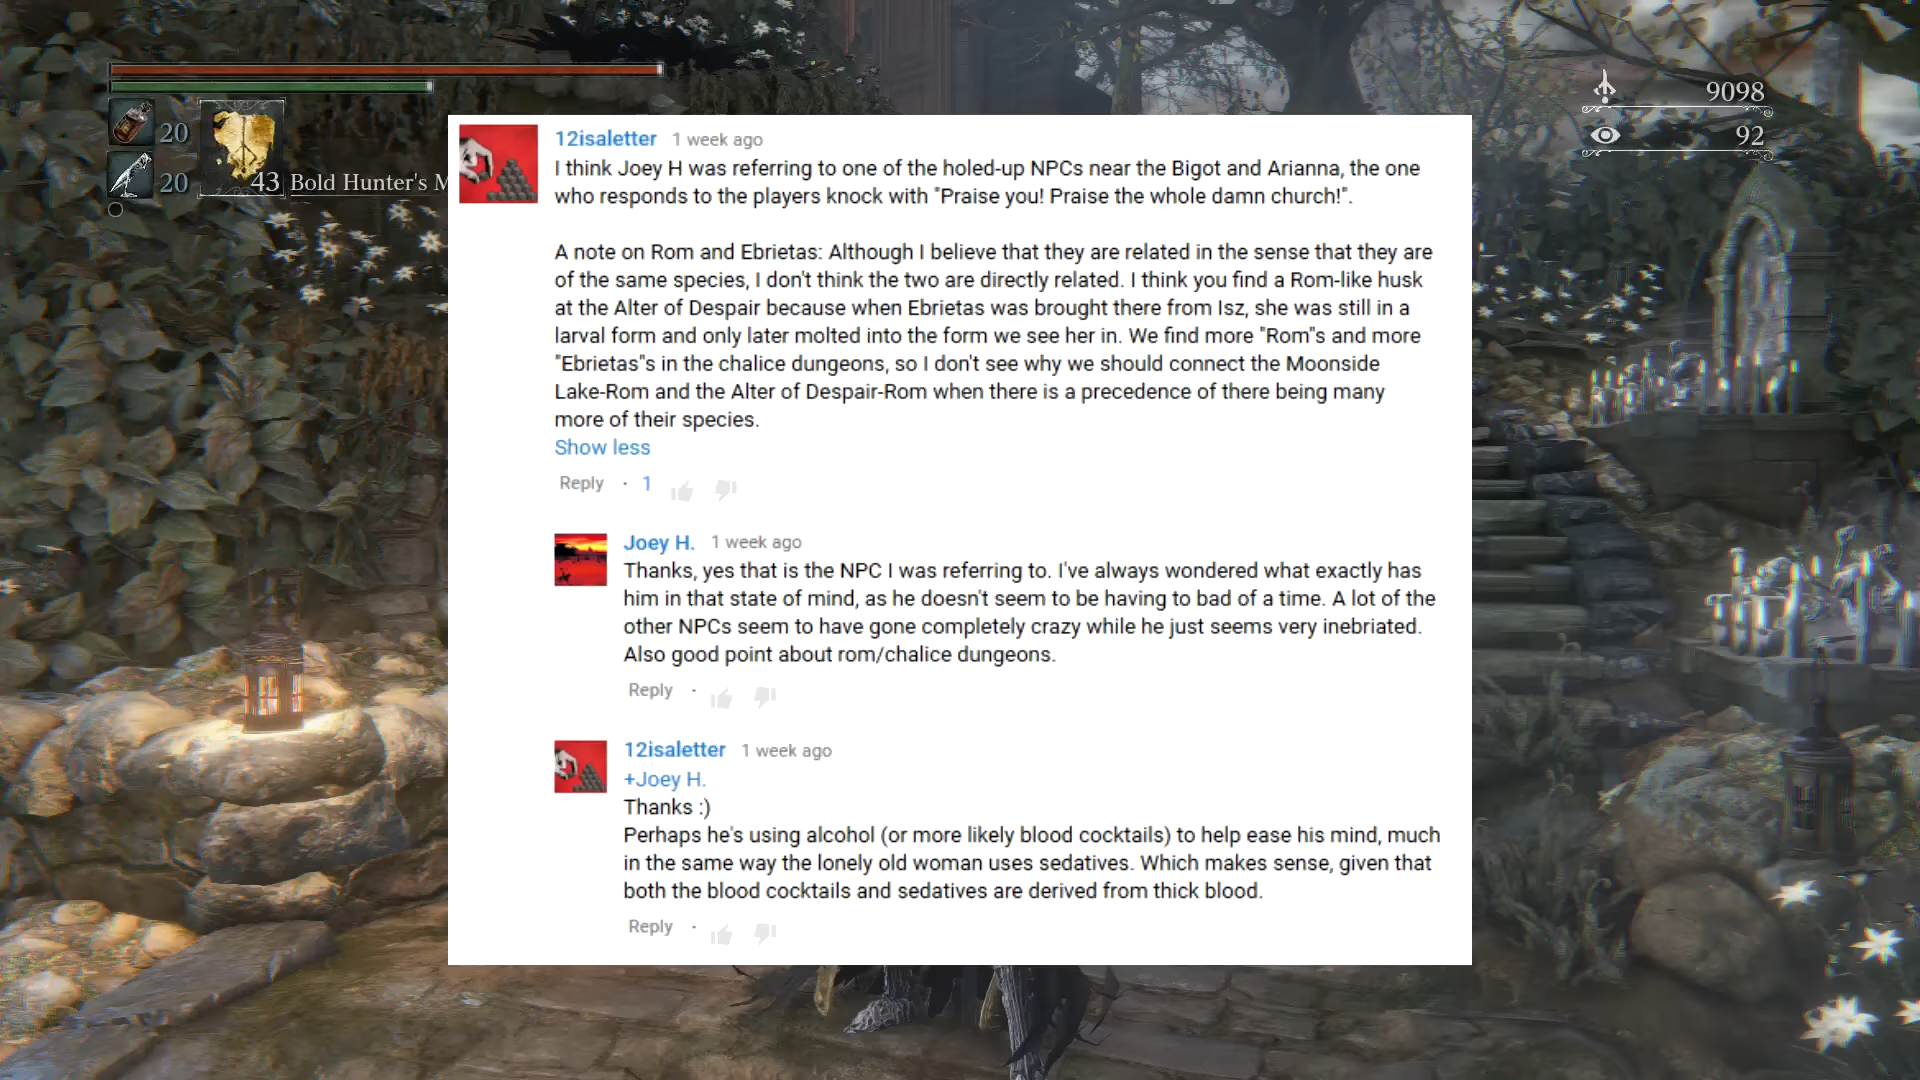 9098
92
20
20
43 Bold Hunter's M
12isaletter 1 week ago
I think Joey H was referring to one of the holed-up NPCs near the Bigot and Arianna, the one
who responds to the players knock with "Praise you! Praise the whole damn church!".
A note on Rom and Ebrietas: Although I believe that they are related in the sense that they are
of the same species, I don't think the two are directly related. I think you find a Rom-like husk
at the Alter of Despair because when Ebrietas was brought there from Isz, she was still in a
larval form and only later molted into the form we see her in. We find more "Rom"s and more
"Ebrietas"s in the chalice dungeons, so I don't see why we should connect the Moonside
Lake-Rom and the Alter of Despair-Rom when there is a precedence of there being many
more of their species.
Show less
Reply · 1
Joey H. 1 week ago
Thanks, yes that is the NPC I was referring to. I've always wondered what exactly has
him in that state of mind, as he doesn't seem to be having to bad of a time. A lot of the
other NPCs seem to have gone completely crazy while he just seems very inebriated.
Also good point about rom/chalice dungeons.
Reply ·
12isaletter 1 week ago
+Joey H.
Thanks :)
Perhaps he's using alcohol (or more likely blood cocktails) to help ease his mind, much
in the same way the lonely old woman uses sedatives. Which makes sense, given that
both the blood cocktails and sedatives are derived from thick blood.
Reply ·